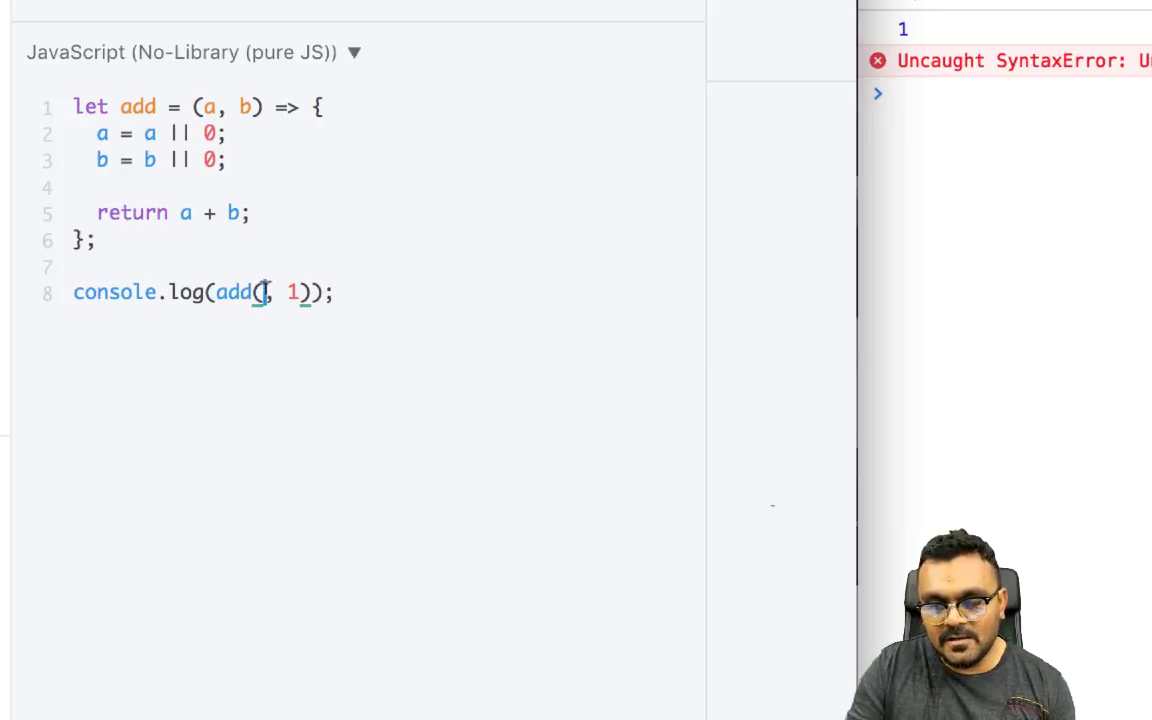 JavaScript (No-Library (pure JS)) ▼
1 let add = (a, b) => {
2 a = a || 0;
3 b = b || 0;
4
5 return a + b;
6 };
7
8 console.log(add(, 1));
1
Uncaught SyntaxError:
>